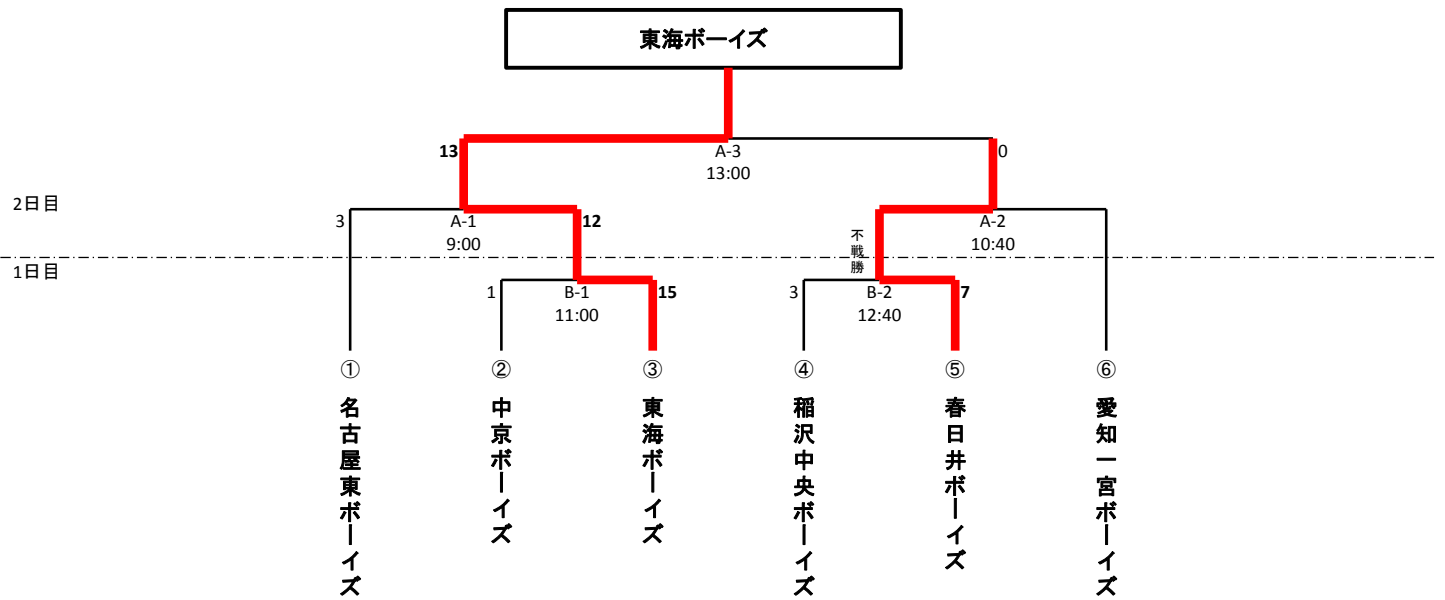 東海ボーイズ
13
A-3
0
13:00
2日目
3
A-1
12
不戦勝
A-2
9:00
10:40
1日目
1
B-1
15
3
B-2
7
11:00
12:40
①
②
③
④
⑤
⑥
名古屋東ボーイズ
中京ボーイズ
東海ボーイズ
稲沢中央ボーイズ
春日井ボーイズ
愛知一宮ボーイズ